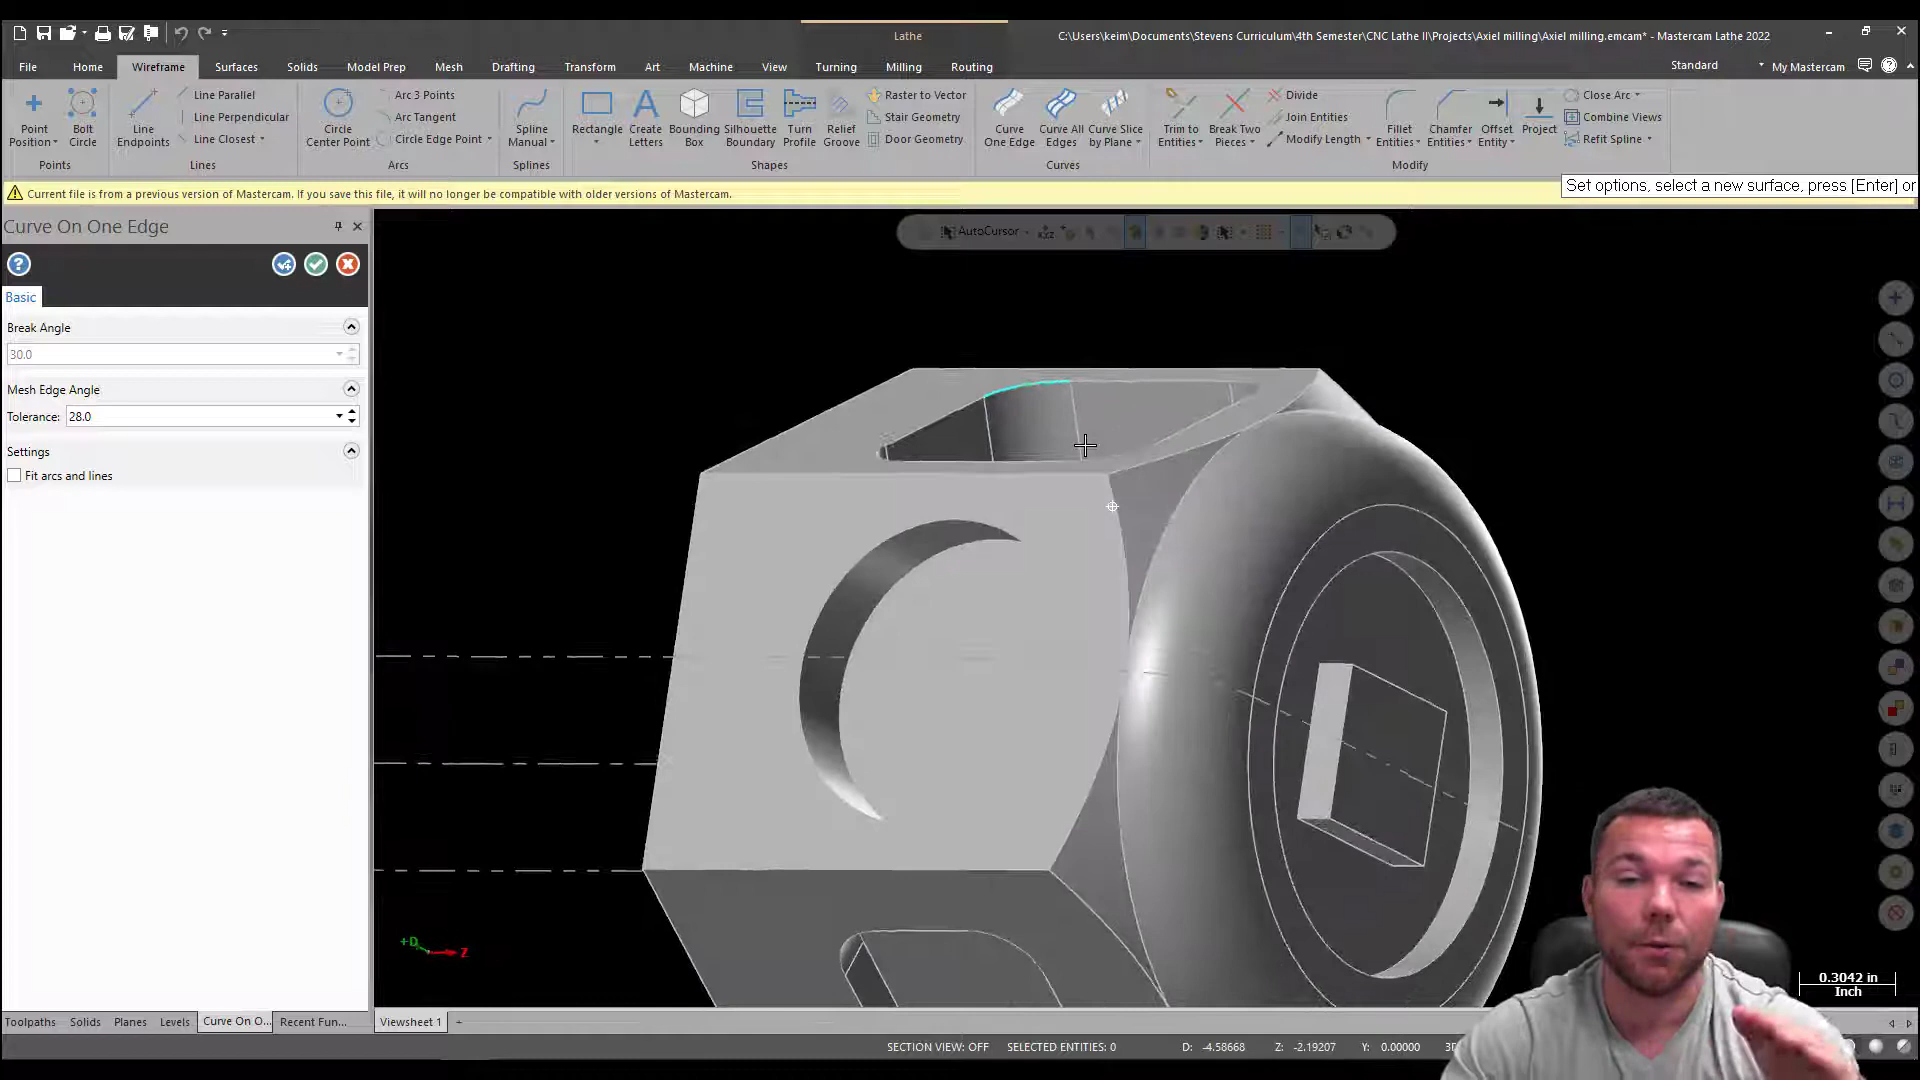 Lathe
C:\Users\keim\Documents\Stevens Curriculum\4th Semester\CNC Lathe II\Projects\Axiel milling\Axiel milling.emcam* - Mastercam Lathe 2022
File Home Wireframe Surfaces Solids Model Prep Mesh Drafting Transform Art Machine View Turning Milling Routing
Standard My Mastercam
Point Position
Bolt Circle
Points
Line Endpoints
Line Parallel
Line Perpendicular
Line Closest
Lines
Circle Center Point
Arc 3 Points
Arc Tangent
Circle Edge Point
Arcs
Spline Manual
Splines
Rectangle
Create Letters
Bounding Box
Silhouette Boundary
Turn Profile
Relief Groove
Raster to Vector
Stair Geometry
Door Geometry
Shapes
Curve One Edge
Curve All Edges
Curve Slice by Plane
Curves
Trim to Entities
Break Two Pieces
Divide
Join Entities
Modify Length
Fillet Entities
Chamfer Entities
Offset Entity
Project
Close Arc
Combine Views
Refit Spline
Modify
Set options, select a new surface, press [Enter] or
Current file is from a previous version of Mastercam. If you save this file, it will no longer be compatible with older versions of Mastercam.
Curve On One Edge
AutoCursor
Basic
Break Angle
30.0
Mesh Edge Angle
Tolerance: 28.0
Settings
Fit arcs and lines
+D
Z
0.3042 in
Inch
Toolpaths Solids Planes Levels Curve On O... Recent Fun...
Viewsheet 1
SECTION VIEW: OFF SELECTED ENTITIES: 0 D: -4.58668 Z: -2.19207 Y: 0.00000 3D